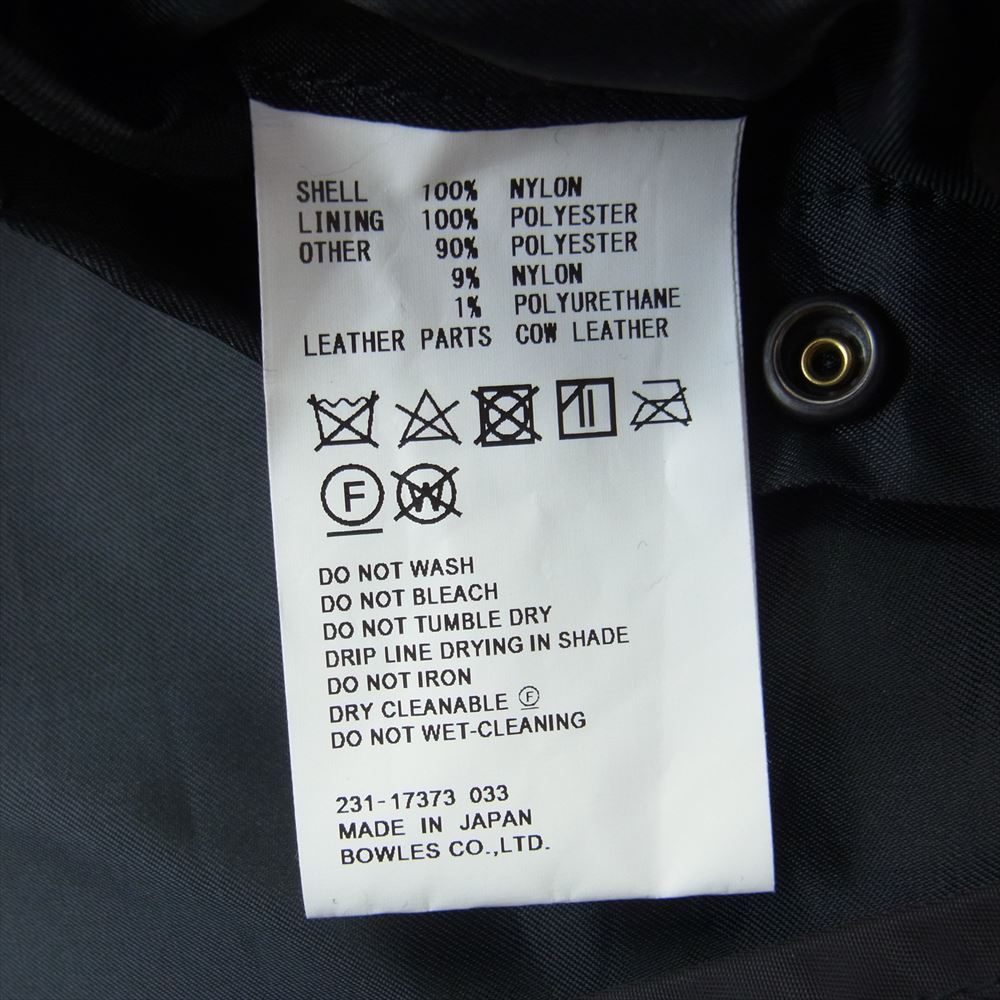 SHELL 100% NYLON
LINING 100% POLYESTER
OTHER 90% POLYESTER
9% NYLON
1% POLYURETHANE
LEATHER PARTS COW LEATHER
F W
DO NOT WASH
DO NOT BLEACH
DO NOT TUMBLE DRY
DRIP LINE DRYING IN SHADE
DO NOT IRON
DRY CLEANABLE Ⓕ
DO NOT WET-CLEANING
231-17373 033
MADE IN JAPAN
BOWLES CO.,LTD.